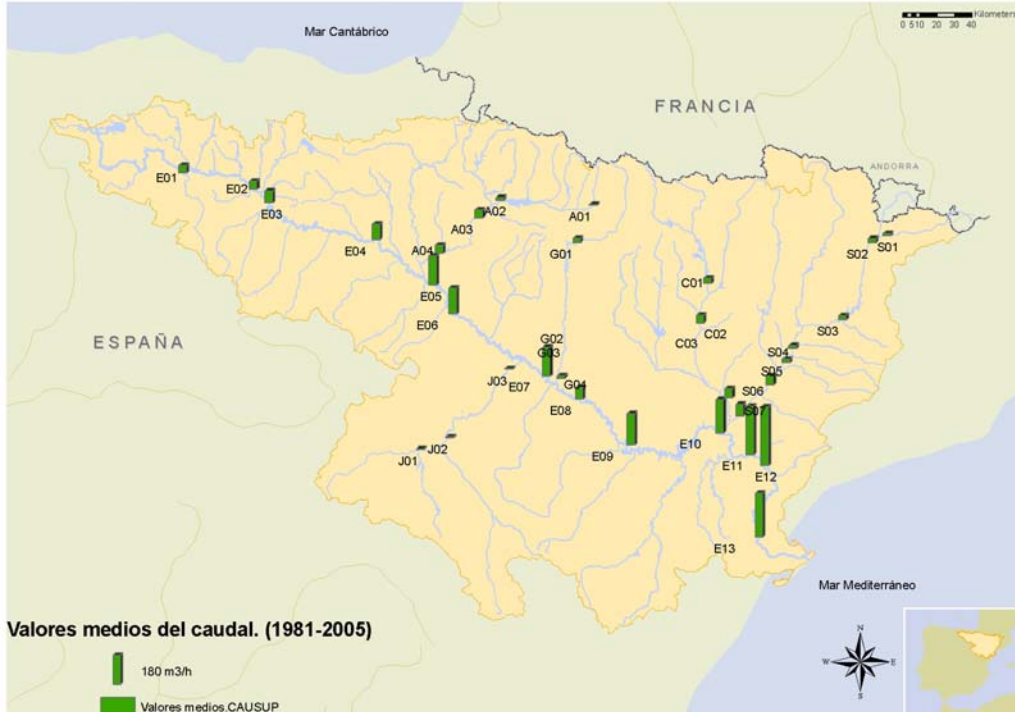 Mar Cantábrico
Kilometers
0 5 10 20 30 40
FRANCIA
ANDORRA
E01
E02
E03
A02
A01
A03
E04
A04
G01
S02
S01
E05
C01
E06
C02
S03
ESPAÑA
G02
C03
G03
S04
J03
E07
G04
S05
E08
S06
S07
E09
E10
J01
J02
E11
E12
E13
Mar Mediterráneo
Valores medios del caudal. (1981-2005)
180 m3/h
Valores medios.CAUSUP
N
W
E
S